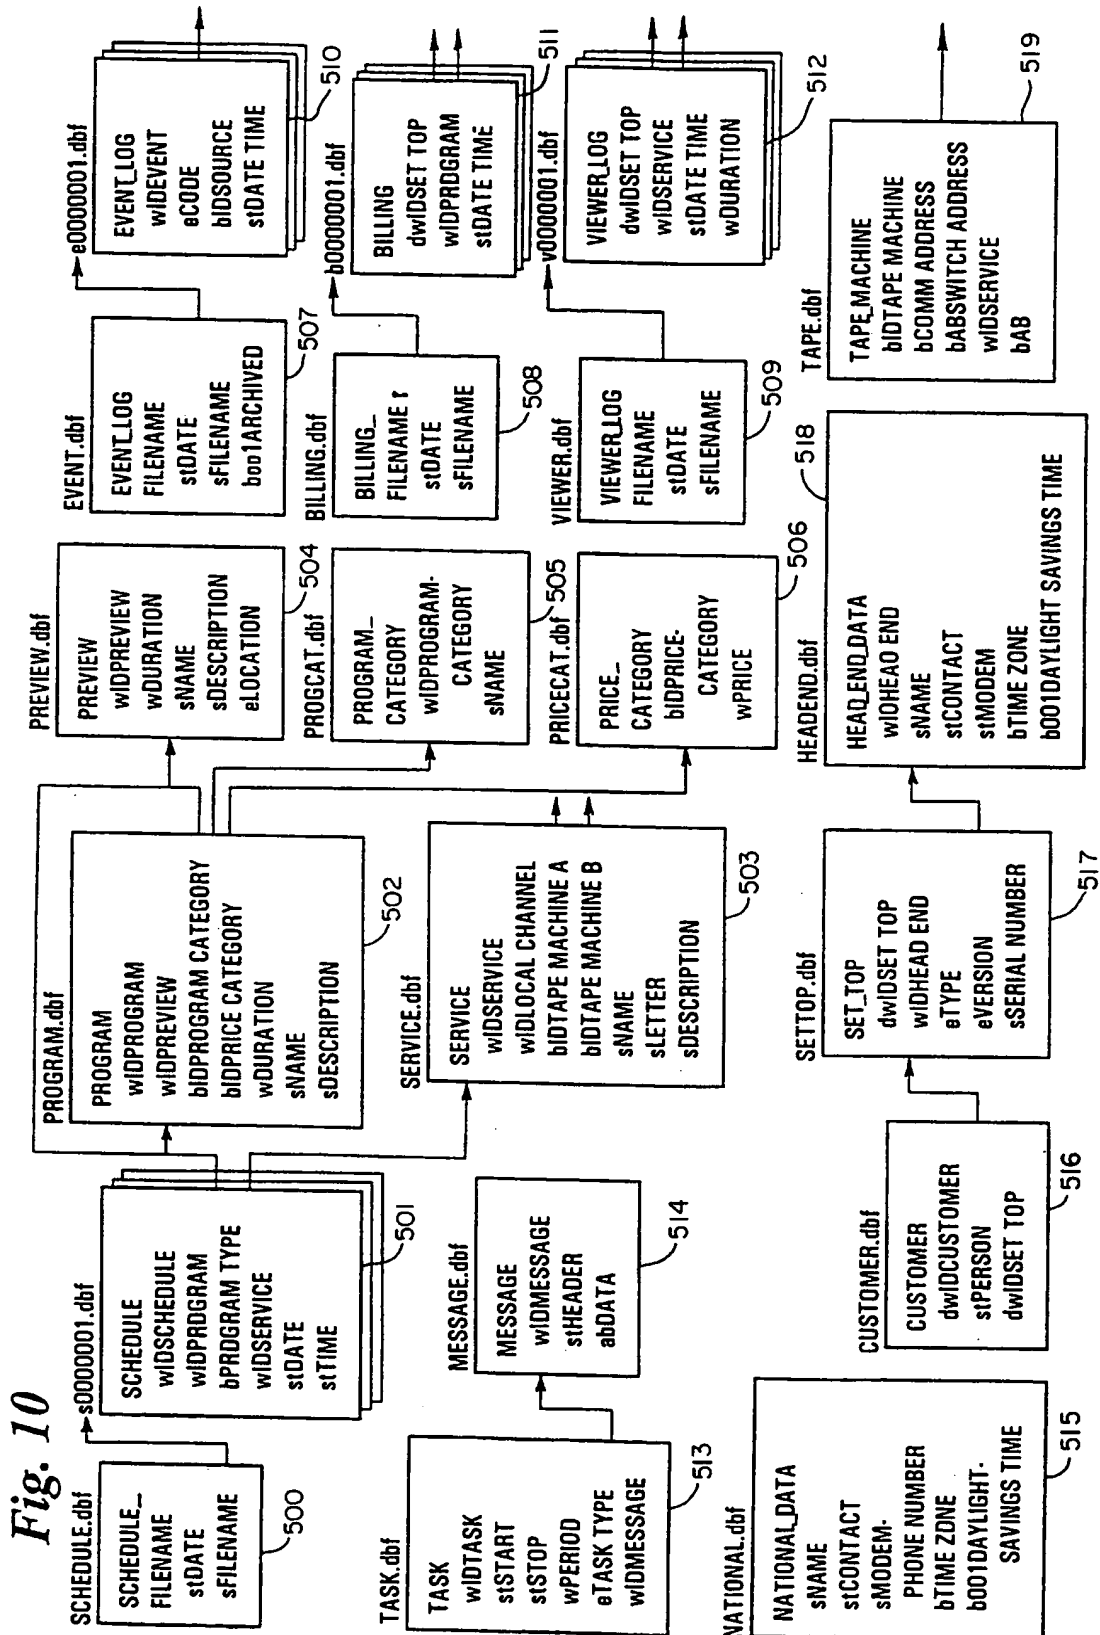 Fig. 10
SCHEDULE.dbf
SCHEDULE_
FILENAME
stDATE
sFILENAME
500
s0000001.dbf
SCHEDULE
wIDSCHEDULE
wIDPRDGRAM
bPRDGRAM TYPE
wIDSERVICE
stDATE
stTIME
501
PROGRAM.dbf
PROGRAM
wIDPROGRAM
wIDPREVIEW
bIDPROGRAM CATEGORY
bIDPRICE CATEGORY
wDURATION
sNAME
sDESCRIPTION
502
PREVIEW.dbf
PREVIEW
wIDPREVIEW
wDURATION
sNAME
sDESCRIPTION
eLOCATION
504
EVENT.dbf
EVENT_LOG
FILENAME
stDATE
sFILENAME
boo1ARCHIVED
507
e0000001.dbf
EVENT_LOG
wIDEVENT
eCODE
bIDSOURCE
stDATE TIME
510
PROGCAT.dbf
PROGRAM_
CATEGORY
wIDPROGRAM-
CATEGORY
sNAME
505
BILLING.dbf
BILLING_
FILENAME r
stDATE
sFILENAME
508
b0000001.dbf
BILLING
dwIDSET TOP
wIDPRDGRAM
stDATE TIME
511
TASK.dbf
TASK
wIDTASK
stSTART
stSTOP
wPERIOD
eTASK TYPE
wIDMESSAGE
513
MESSAGE.dbf
MESSAGE
wIDMESSAGE
stHEADER
abDATA
514
SERVICE.dbf
SERVICE
wIDSERVICE
wIDLOCAL CHANNEL
bIDTAPE MACHINE A
bIDTAPE MACHINE B
sNAME
sLETTER
sDESCRIPTION
503
PRICECAT.dbf
PRICE_
CATEGORY
bIDPRICE-
CATEGORY
wPRICE
506
VIEWER.dbf
VIEWER_LOG
FILENAME
stDATE
sFILENAME
509
v0000001.dbf
VIEWER_LOG
dwIDSET TOP
wIDSERVICE
stDATE TIME
wDURATION
512
NATIONAL.dbf
NATIONAL_DATA
sNAME
stCONTACT
sMODEM-
PHONE NUMBER
bTIME ZDNE
b001DAYLIGHT-
SAVINGS TIME
515
CUSTOMER.dbf
CUSTOMER
dwIDCUSTOMER
stPERSON
dwIDSET TOP
516
SETTOP.dbf
SET_TOP
dwIDSET TOP
wIDHEAD END
eTYPE
eVERSION
sSERIAL NUMBER
517
HEADEND.dbf
HEAD_END_DATA
wIDHEAO END
sNAME
stCONTACT
stMODEM
bTIME ZONE
b001DAYLIGHT SAVINGS TIME
518
TAPE.dbf
TAPE_MACHINE
bIDTAPE MACHINE
bCOMM ADDRESS
bABSWITCH ADDRESS
wIDSERVICE
bAB
519